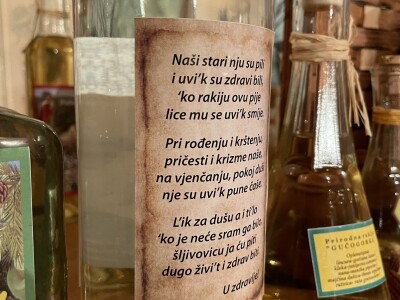 Naši stari nju su pili
i uvi'k su zdravi bili,
'ko rakiju ovu pije
lice mu se uvi'k smije.
Pri rođenju i krštenju,
pričesti i krizme naše,
na vjenčanju, pokoj duši
nje su uvi'k pune čaše.
L'ik za dušu a i ti'lo
'ko je neće sram ga bilo,
šljivovicu ja ću piti
dugo živi't i zdrav biti.
U zdravlje!
Prirodna
"GUČOGORKA"